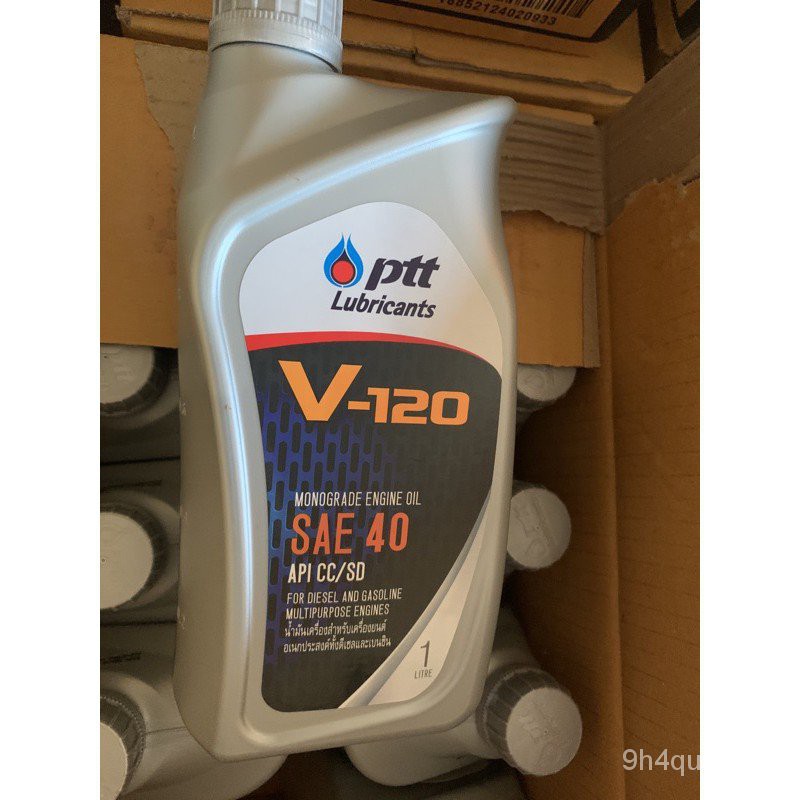 16852124020933
ptt
Lubricants
V-120
MONOGRADE ENGINE OIL
SAE 40
API CC/SD
FOR DIESEL AND GASOLINE
MULTIPURPOSE ENGINES
น้ำมันเครื่องสำหรับเครื่องยนต์
อเนกประสงค์ทั้งดีเซลและเบนซิน
1
LITRE
ptt
9h4qu